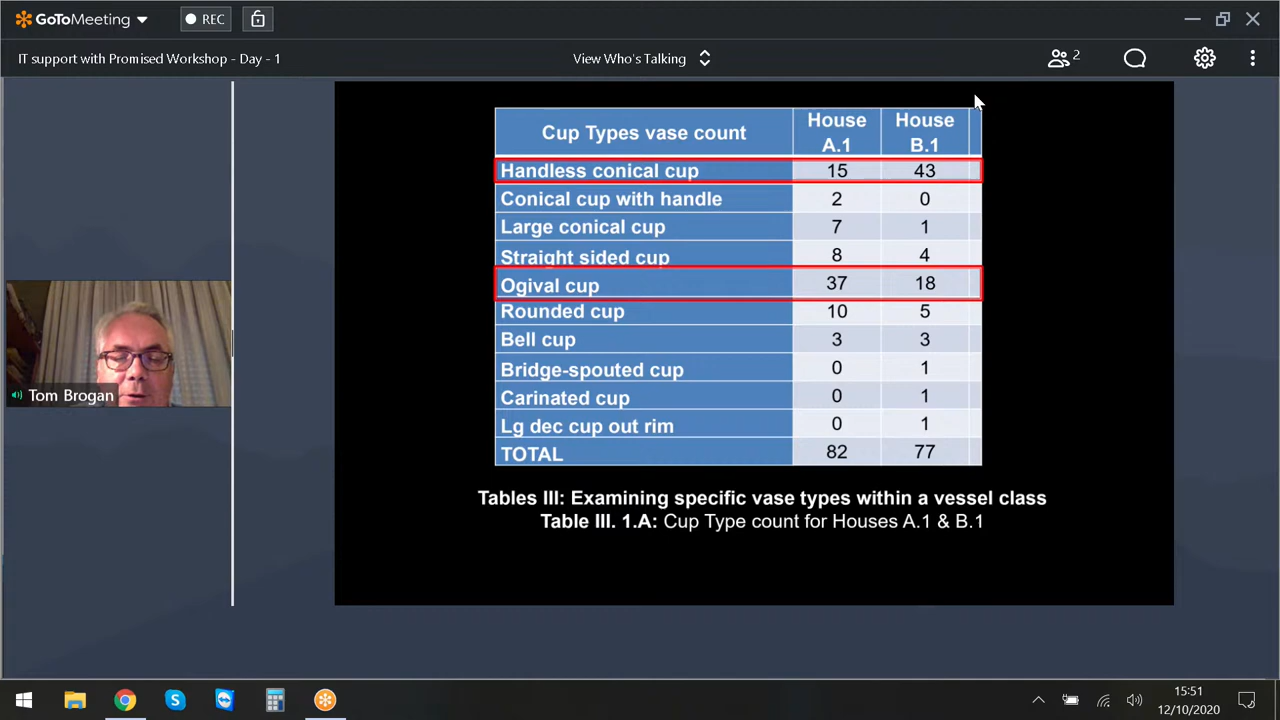 GoToMeeting
REC
IT support with Promised Workshop - Day - 1
View Who's Talking
2
Cup Types vase count House A.1 House B.1
Handless conical cup 15 43
Conical cup with handle 2 0
Large conical cup 7 1
Straight sided cup 8 4
Ogival cup 37 18
Rounded cup 10 5
Bell cup 3 3
Bridge-spouted cup 0 1
Carinated cup 0 1
Lg dec cup out rim 0 1
TOTAL 82 77
Tom Brogan
Tables III: Examining specific vase types within a vessel class
Table III. 1.A: Cup Type count for Houses A.1 & B.1
15:51
12/10/2020